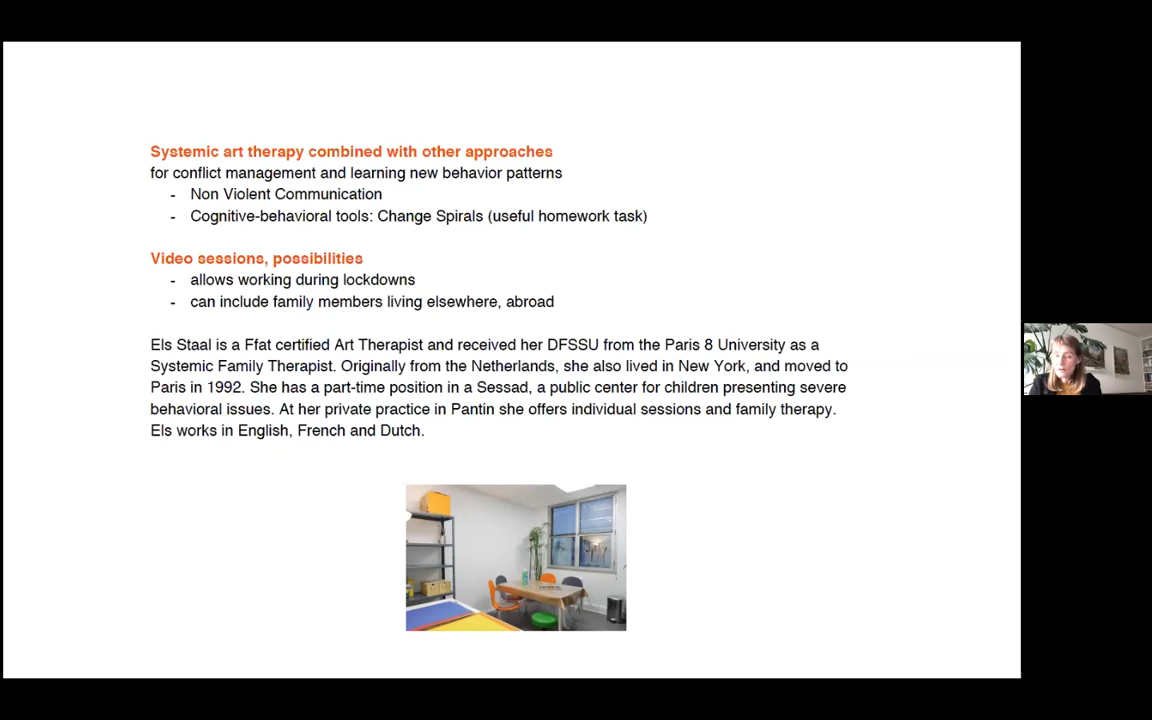 Systemic art therapy combined with other approaches
for conflict management and learning new behavior patterns
- Non Violent Communication
- Cognitive-behavioral tools: Change Spirals (useful homework task)
Video sessions, possibilities
- allows working during lockdowns
- can include family members living elsewhere, abroad
Els Staal is a Ffat certified Art Therapist and received her DFSSU from the Paris 8 University as a
Systemic Family Therapist. Originally from the Netherlands, she also lived in New York, and moved to
Paris in 1992. She has a part-time position in a Sessad, a public center for children presenting severe
behavioral issues. At her private practice in Pantin she offers individual sessions and family therapy.
Els works in English, French and Dutch.